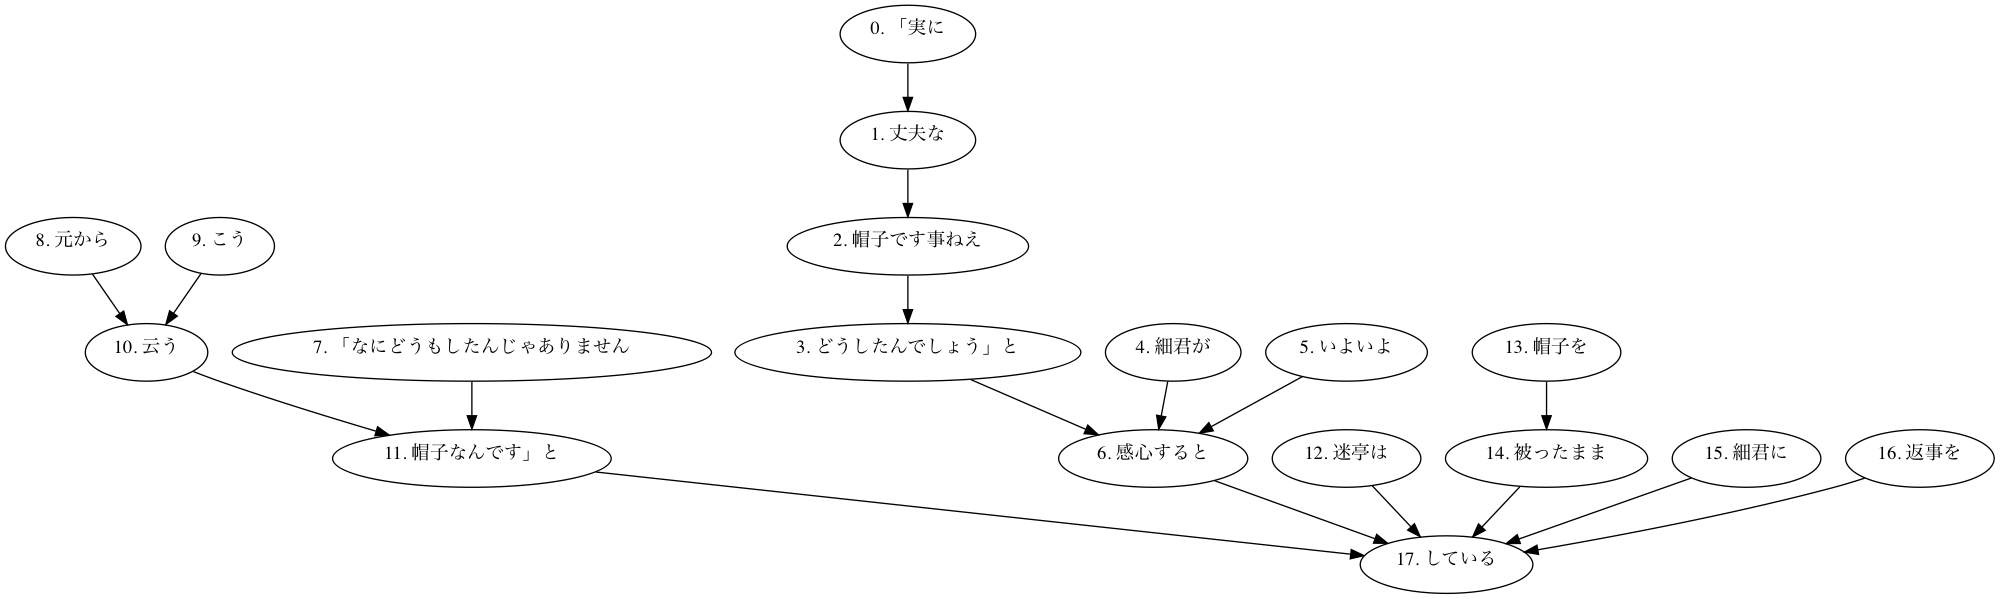 0. 「実に
1. 丈夫な
2. 帽子です事ねえ
8. 元から
9. こう
10. 云う
7. 「なにどうもしたんじゃありません
3. どうしたんでしょう」と
4. 細君が
5. いよいよ
13. 帽子を
11. 帽子なんです」と
6. 感心すると
12. 迷亭は
14. 被ったまま
15. 細君に
16. 返事を
17. している